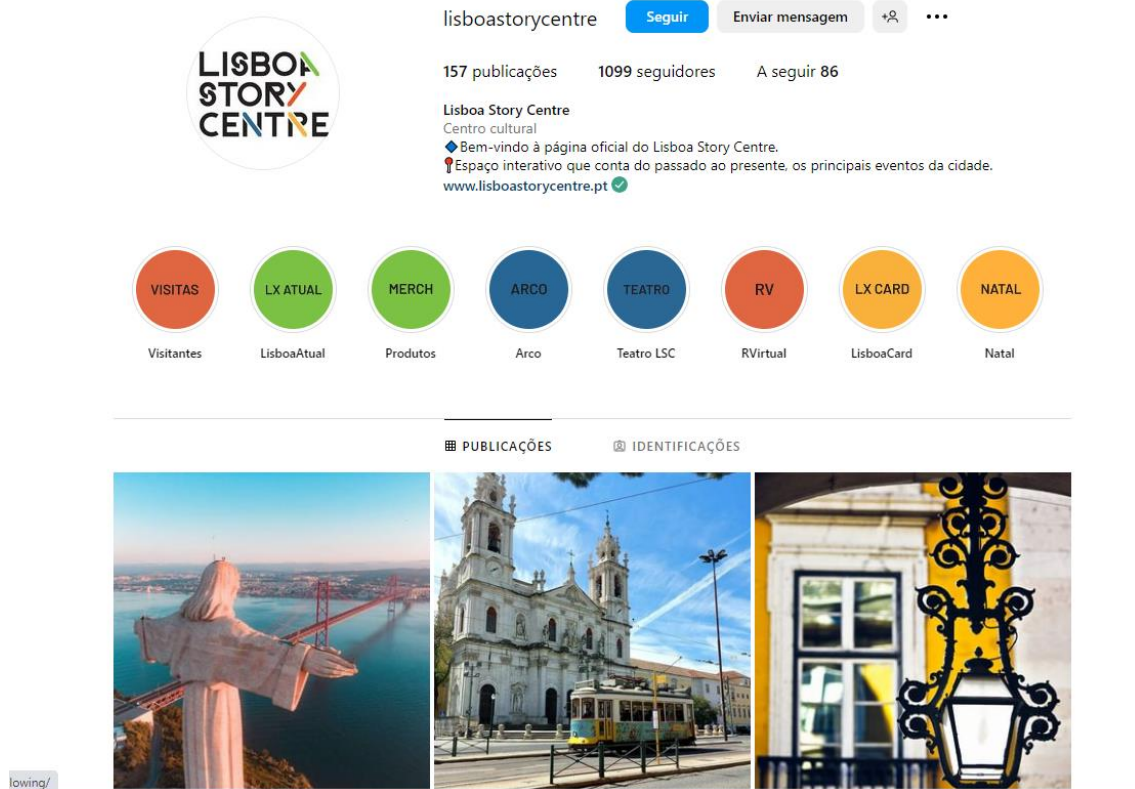 lisboastorycentre Seguir Enviar mensagem
LISBOA
STORY
CENTRE
157 publicações 1099 seguidores A seguir 86
Lisboa Story Centre
Centro cultural
Bem-vindo à página oficial do Lisboa Story Centre.
Espaço interativo que conta do passado ao presente, os principais eventos da cidade.
www.lisboastorycentre.pt
VISITAS LX ATUAL MERCH ARCO TEATRO RV LX CARD NATAL
Visitantes LisboaAtual Produtos Arco Teatro LSC RVirtual LisboaCard Natal
PUBLICAÇÕES IDENTIFICAÇÕES
lowing/